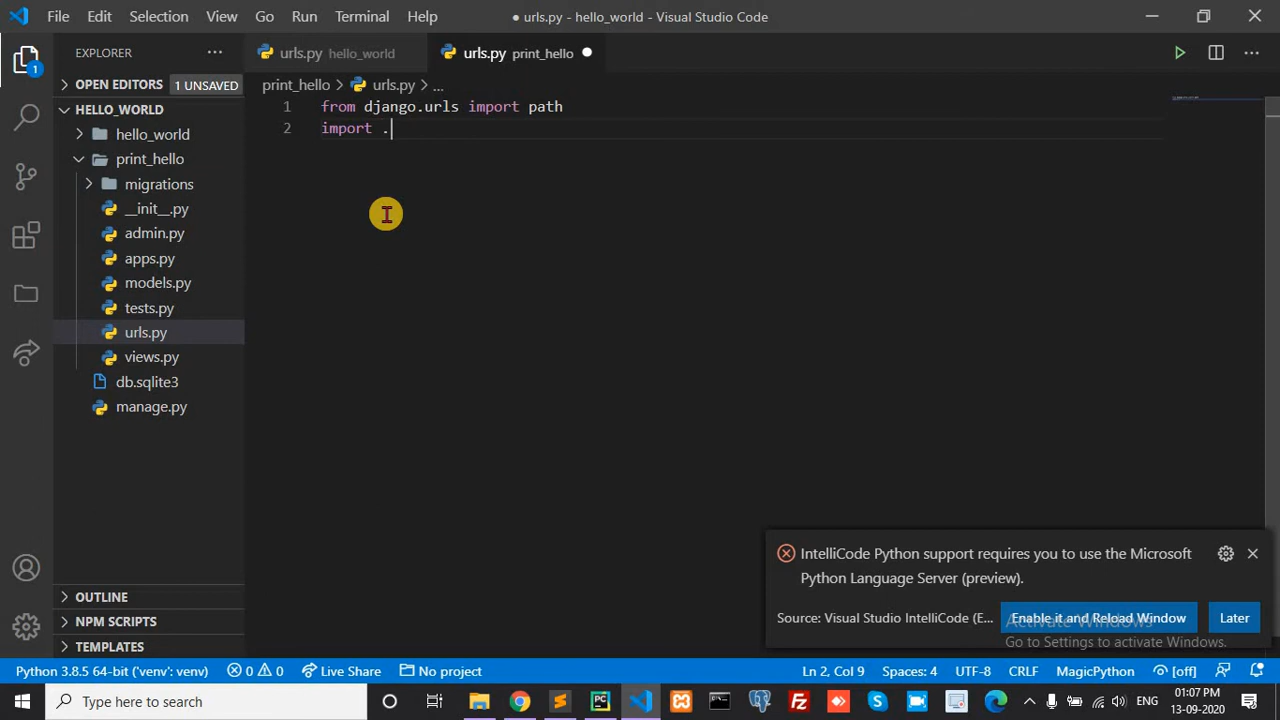 File Edit Selection View Go Run Terminal Help
● urls.py - hello_world - Visual Studio Code
EXPLORER
urls.py hello_world
urls.py print_hello
OPEN EDITORS 1 UNSAVED
print_hello > urls.py > ...
HELLO_WORLD
hello_world
print_hello
migrations
__init__.py
admin.py
apps.py
models.py
tests.py
urls.py
views.py
db.sqlite3
manage.py
1 from django.urls import path
2 import .
1
OUTLINE
NPM SCRIPTS
TEMPLATES
IntelliCode Python support requires you to use the Microsoft
Python Language Server (preview).
Source: Visual Studio IntelliCode (E...
Enable it and Reload Window
Later
Activate Windows
Go to Settings to activate Windows.
Python 3.8.5 64-bit ('venv': venv) 0 0 Live Share No project Ln 2, Col 9 Spaces: 4 UTF-8 CRLF MagicPython [off]
Type here to search
ENG
01:07 PM
13-09-2020